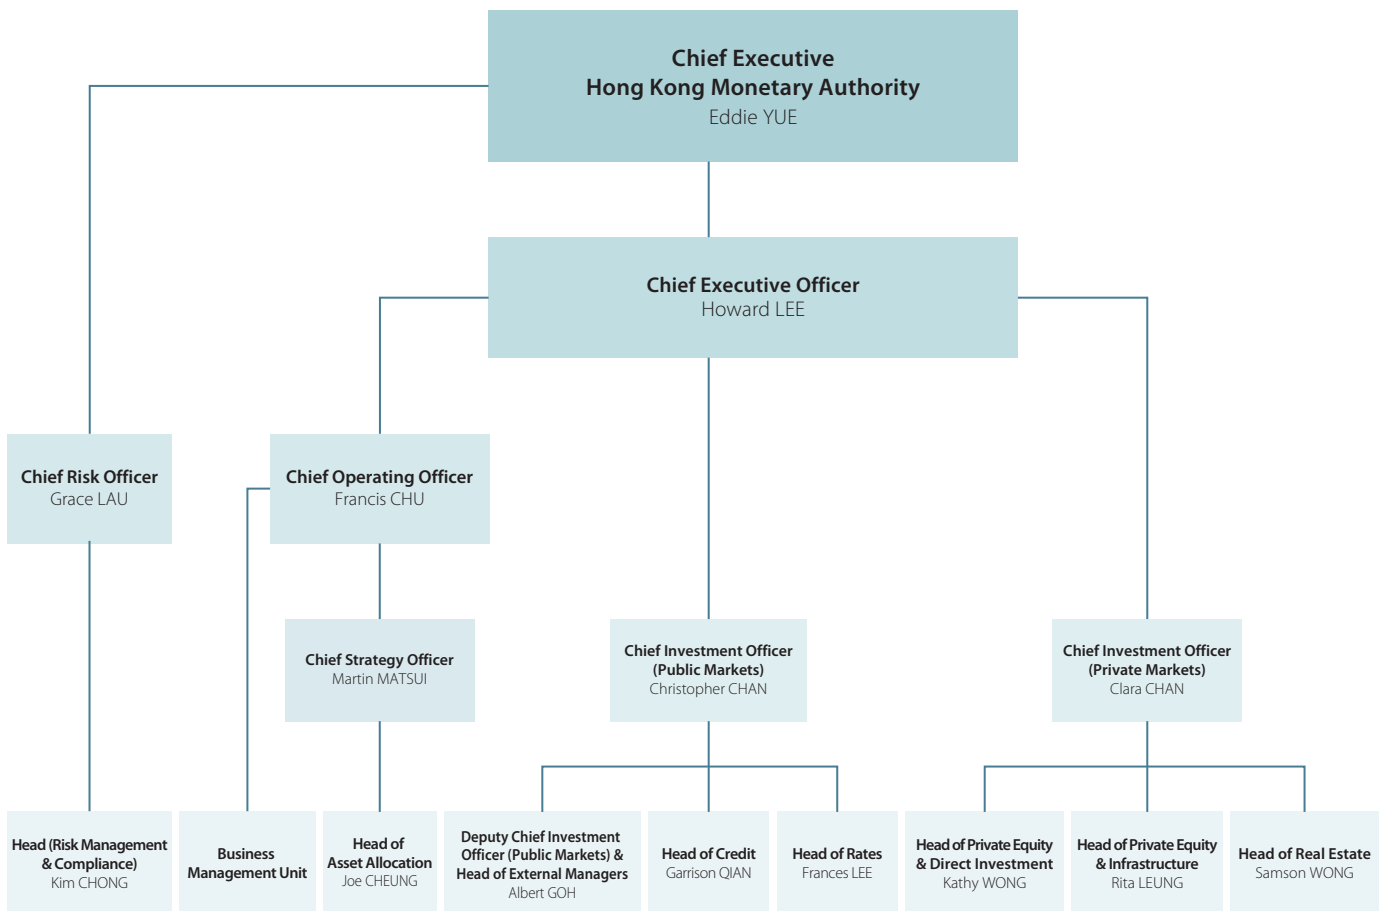 Chief Executive
Hong Kong Monetary Authority
Eddie YUE
Chief Executive Officer
Howard LEE
Chief Risk Officer
Grace LAU
Chief Operating Officer
Francis CHU
Chief Strategy Officer
Martin MATSUI
Chief Investment Officer
(Public Markets)
Christopher CHAN
Chief Investment Officer
(Private Markets)
Clara CHAN
Head (Risk Management
& Compliance)
Kim CHONG
Business
Management Unit
Head of
Asset Allocation
Joe CHEUNG
Deputy Chief Investment
Officer (Public Markets) &
Head of External Managers
Albert GOH
Head of Credit
Garrison QIAN
Head of Rates
Frances LEE
Head of Private Equity
& Direct Investment
Kathy WONG
Head of Private Equity
& Infrastructure
Rita LEUNG
Head of Real Estate
Samson WONG